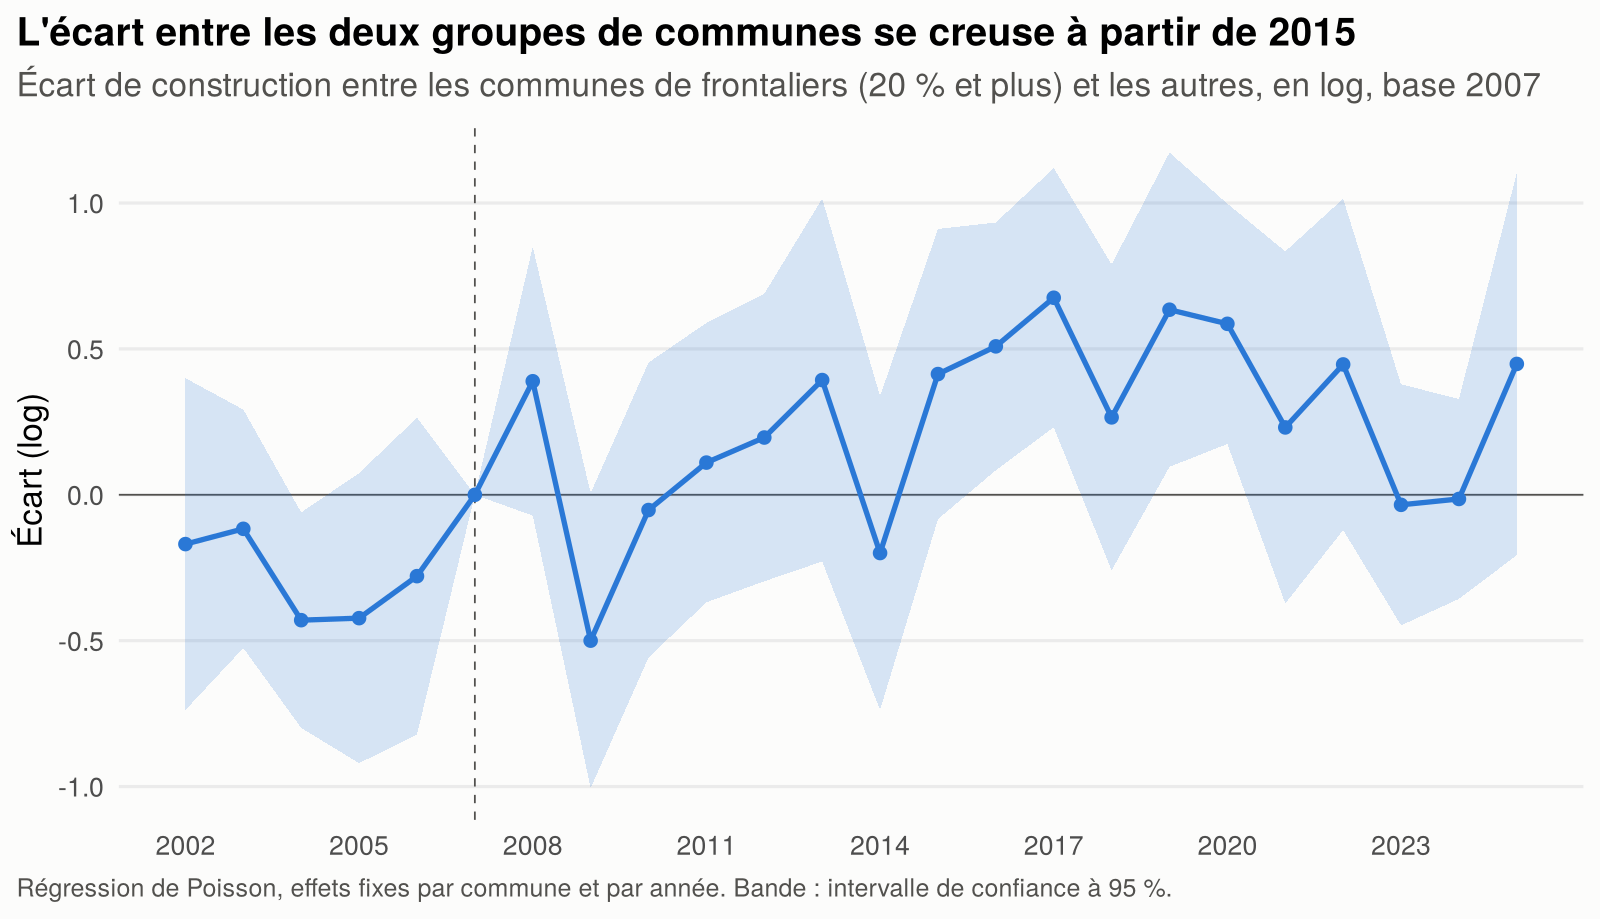 L'écart entre les deux groupes de communes se creuse à partir de 2015
Écart de construction entre les communes de frontaliers (20 % et plus) et les autres, en log, base 2007
Écart (log)
1.0
0.5
0.0
-0.5
-1.0
2002 2005 2008 2011 2014 2017 2020 2023
Régression de Poisson, effets fixes par commune et par année. Bande : intervalle de confiance à 95 %.